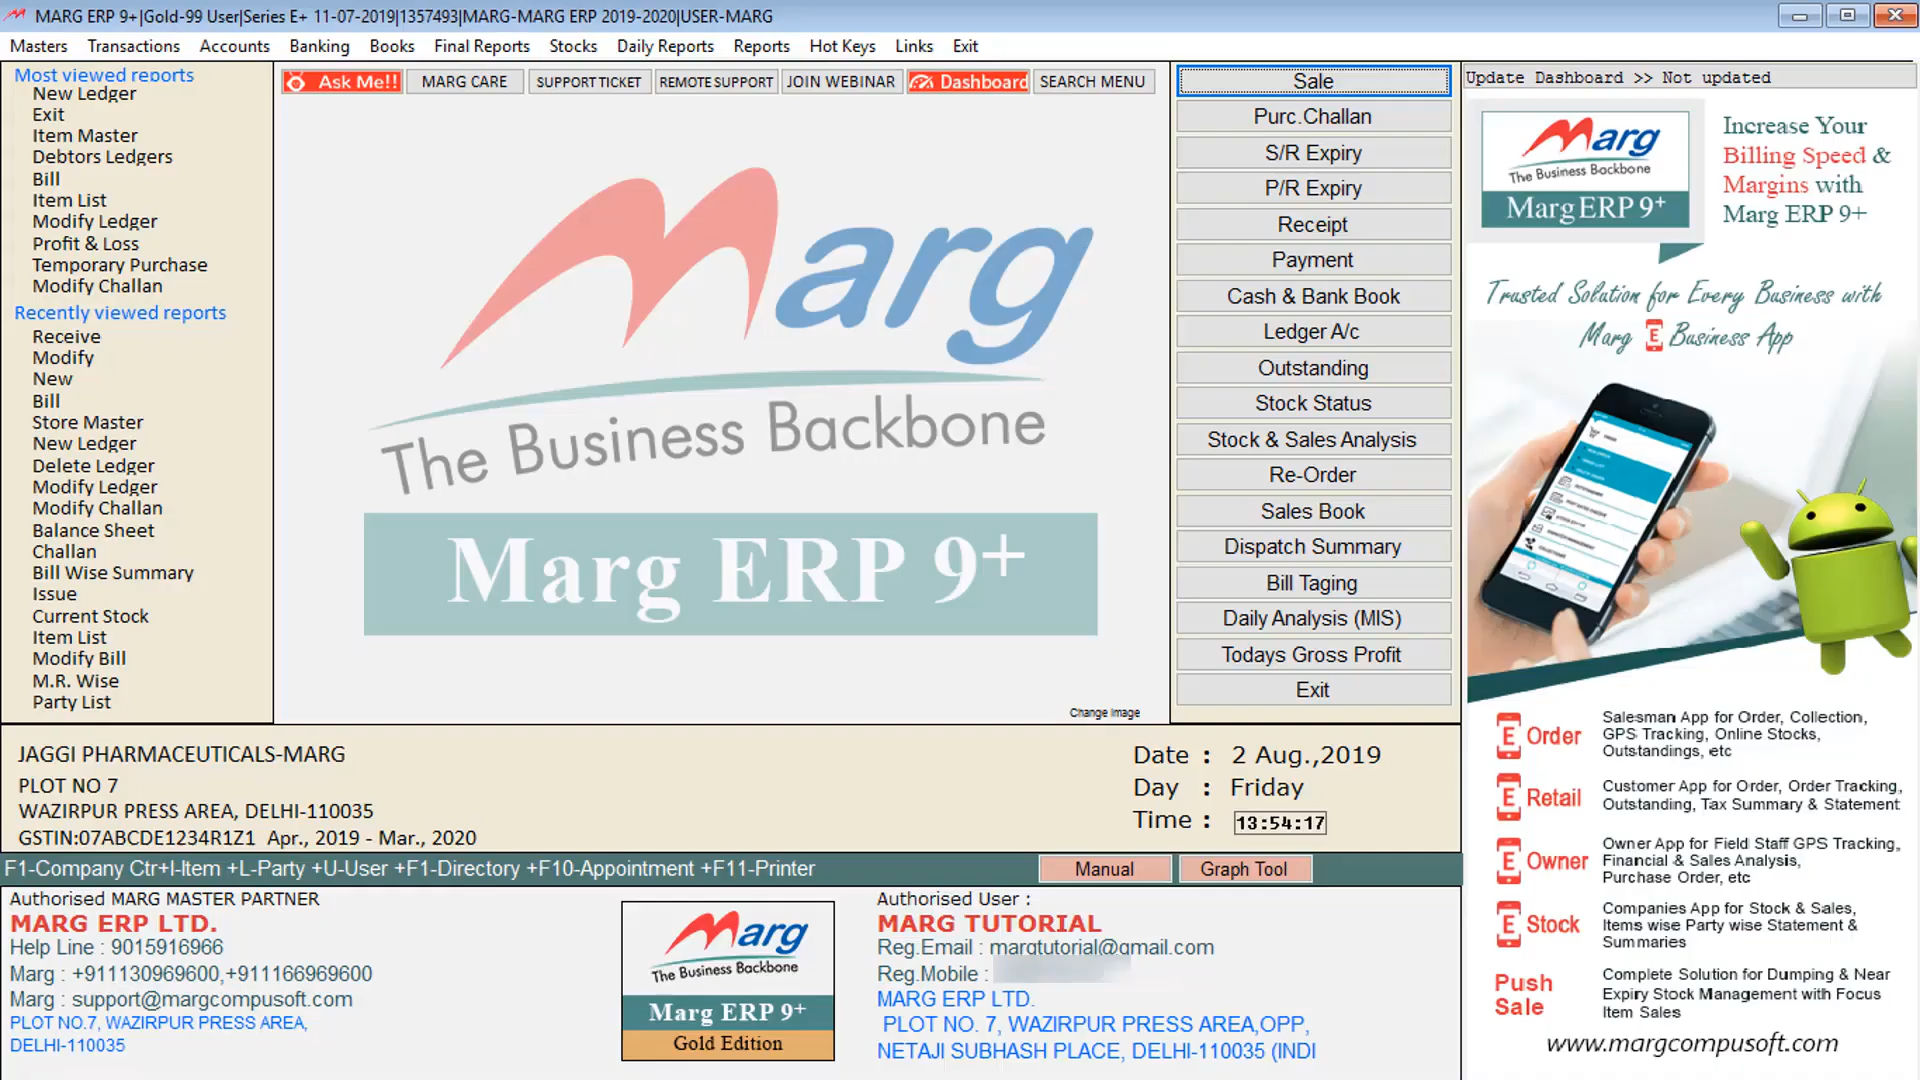 MARG ERP 9+|Gold-99 User|Series E+ 11-07-2019|1357493|MARG-MARG ERP 2019-2020|USER-MARG
Masters Transactions Accounts Banking Books Final Reports Stocks Daily Reports Reports Hot Keys Links Exit
Most viewed reports
New Ledger
Exit
Item Master
Debtors Ledgers
Bill
Item List
Modify Ledger
Profit & Loss
Temporary Purchase
Modify Challan
Recently viewed reports
Receive
Modify
New
Bill
Store Master
New Ledger
Delete Ledger
Modify Ledger
Modify Challan
Balance Sheet
Challan
Bill Wise Summary
Issue
Current Stock
Item List
Modify Bill
M.R. Wise
Party List
Ask Me!! MARG CARE SUPPORT TICKET REMOTE SUPPORT JOIN WEBINAR Dashboard SEARCH MENU
Marg
The Business Backbone
Marg ERP 9+
Change Image
Sale
Purc.Challan
S/R Expiry
P/R Expiry
Receipt
Payment
Cash & Bank Book
Ledger A/c
Outstanding
Stock Status
Stock & Sales Analysis
Re-Order
Sales Book
Dispatch Summary
Bill Taging
Daily Analysis (MIS)
Todays Gross Profit
Exit
Update Dashboard >> Not updated
Marg
The Business Backbone
Marg ERP 9+
Increase Your
Billing Speed &
Margins with
Marg ERP 9+
Trusted Solution for Every Business with
Marg E Business App
E Order
Salesman App for Order, Collection,
GPS Tracking, Online Stocks,
Outstandings, etc
E Retail
Customer App for Order, Order Tracking,
Outstanding, Tax Summary & Statement
E Owner
Owner App for Field Staff GPS Tracking,
Financial & Sales Analysis,
Purchase Order, etc
E Stock
Companies App for Stock & Sales,
Items wise Party wise Statement &
Summaries
Push
Sale
Complete Solution for Dumping & Near
Expiry Stock Management with Focus
Item Sales
www.margcompusoft.com
JAGGI PHARMACEUTICALS-MARG
PLOT NO 7
WAZIRPUR PRESS AREA, DELHI-110035
GSTIN:07ABCDE1234R1Z1 Apr., 2019 - Mar., 2020
Date : 2 Aug.,2019
Day : Friday
Time : 13:54:17
F1-Company Ctr+I-Item +L-Party +U-User +F1-Directory +F10-Appointment +F11-Printer
Manual Graph Tool
Authorised MARG MASTER PARTNER
MARG ERP LTD.
Help Line : 9015916966
Marg : +911130969600,+911166969600
Marg : support@margcompusoft.com
PLOT NO.7, WAZIRPUR PRESS AREA,
DELHI-110035
Marg
The Business Backbone
Marg ERP 9+
Gold Edition
Authorised User :
MARG TUTORIAL
Reg.Email : margtutorial@gmail.com
Reg.Mobile :
MARG ERP LTD.
PLOT NO. 7, WAZIRPUR PRESS AREA,OPP,
NETAJI SUBHASH PLACE, DELHI-110035 (INDI